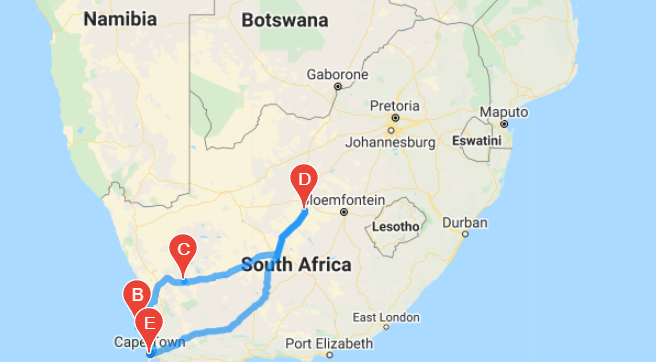 Namibia
Botswana
Gaborone
Pretoria
Maputo
Johannesburg
Eswatini
D
loemfontein
Lesotho
Durban
C
South Africa
B
E
East London
Cape Town
Port Elizabeth